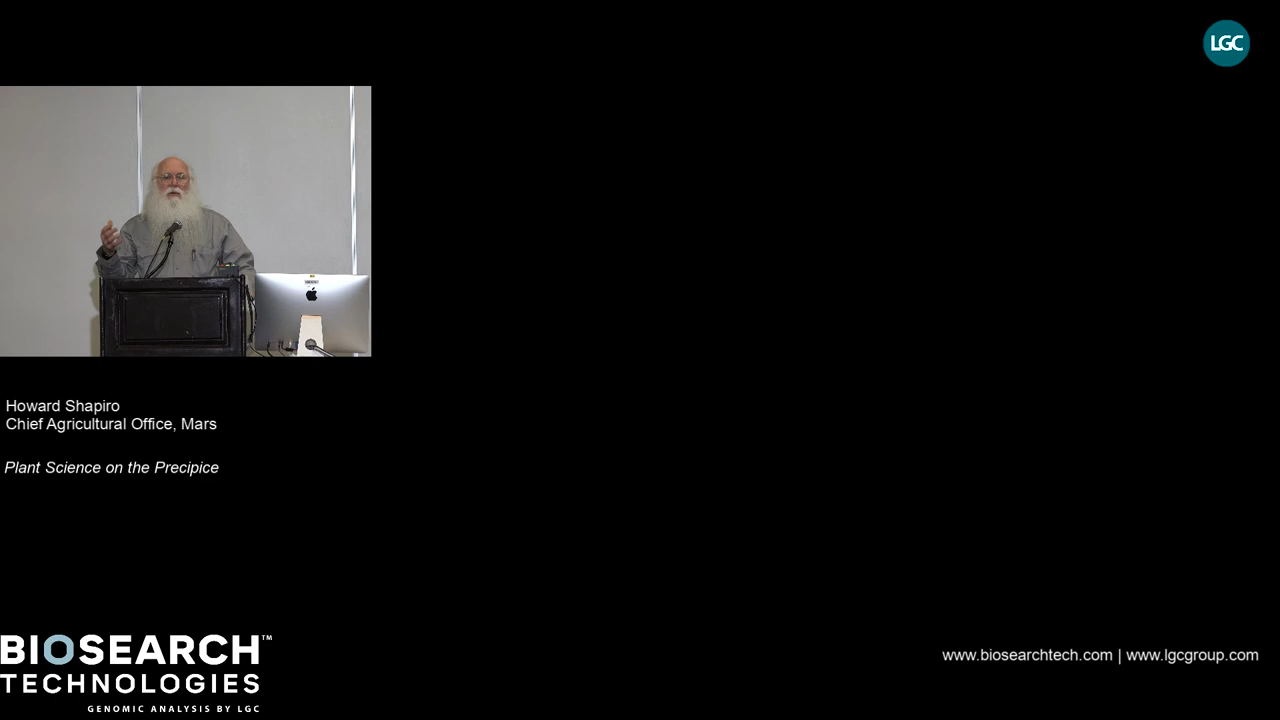 LGC
Howard Shapiro
Chief Agricultural Office, Mars
Plant Science on the Precipice
BIOSEARCH™
TECHNOLOGIES
GENOMIC ANALYSIS BY LGC
www.biosearchtech.com | www.lgcgroup.com